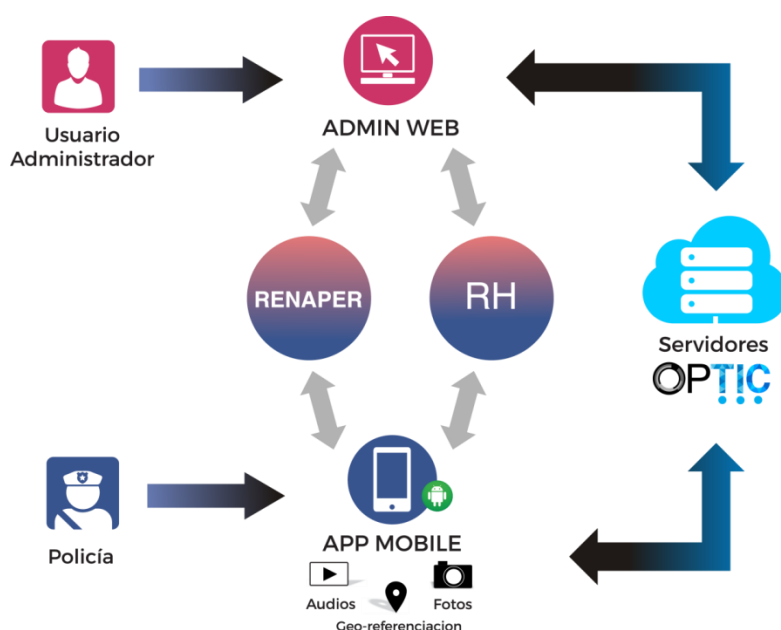 Usuario
Administrador
ADMIN WEB
RENAPER
RH
Servidores
OPTIC
Policía
APP MOBILE
Audios
Fotos
Geo-referenciacion